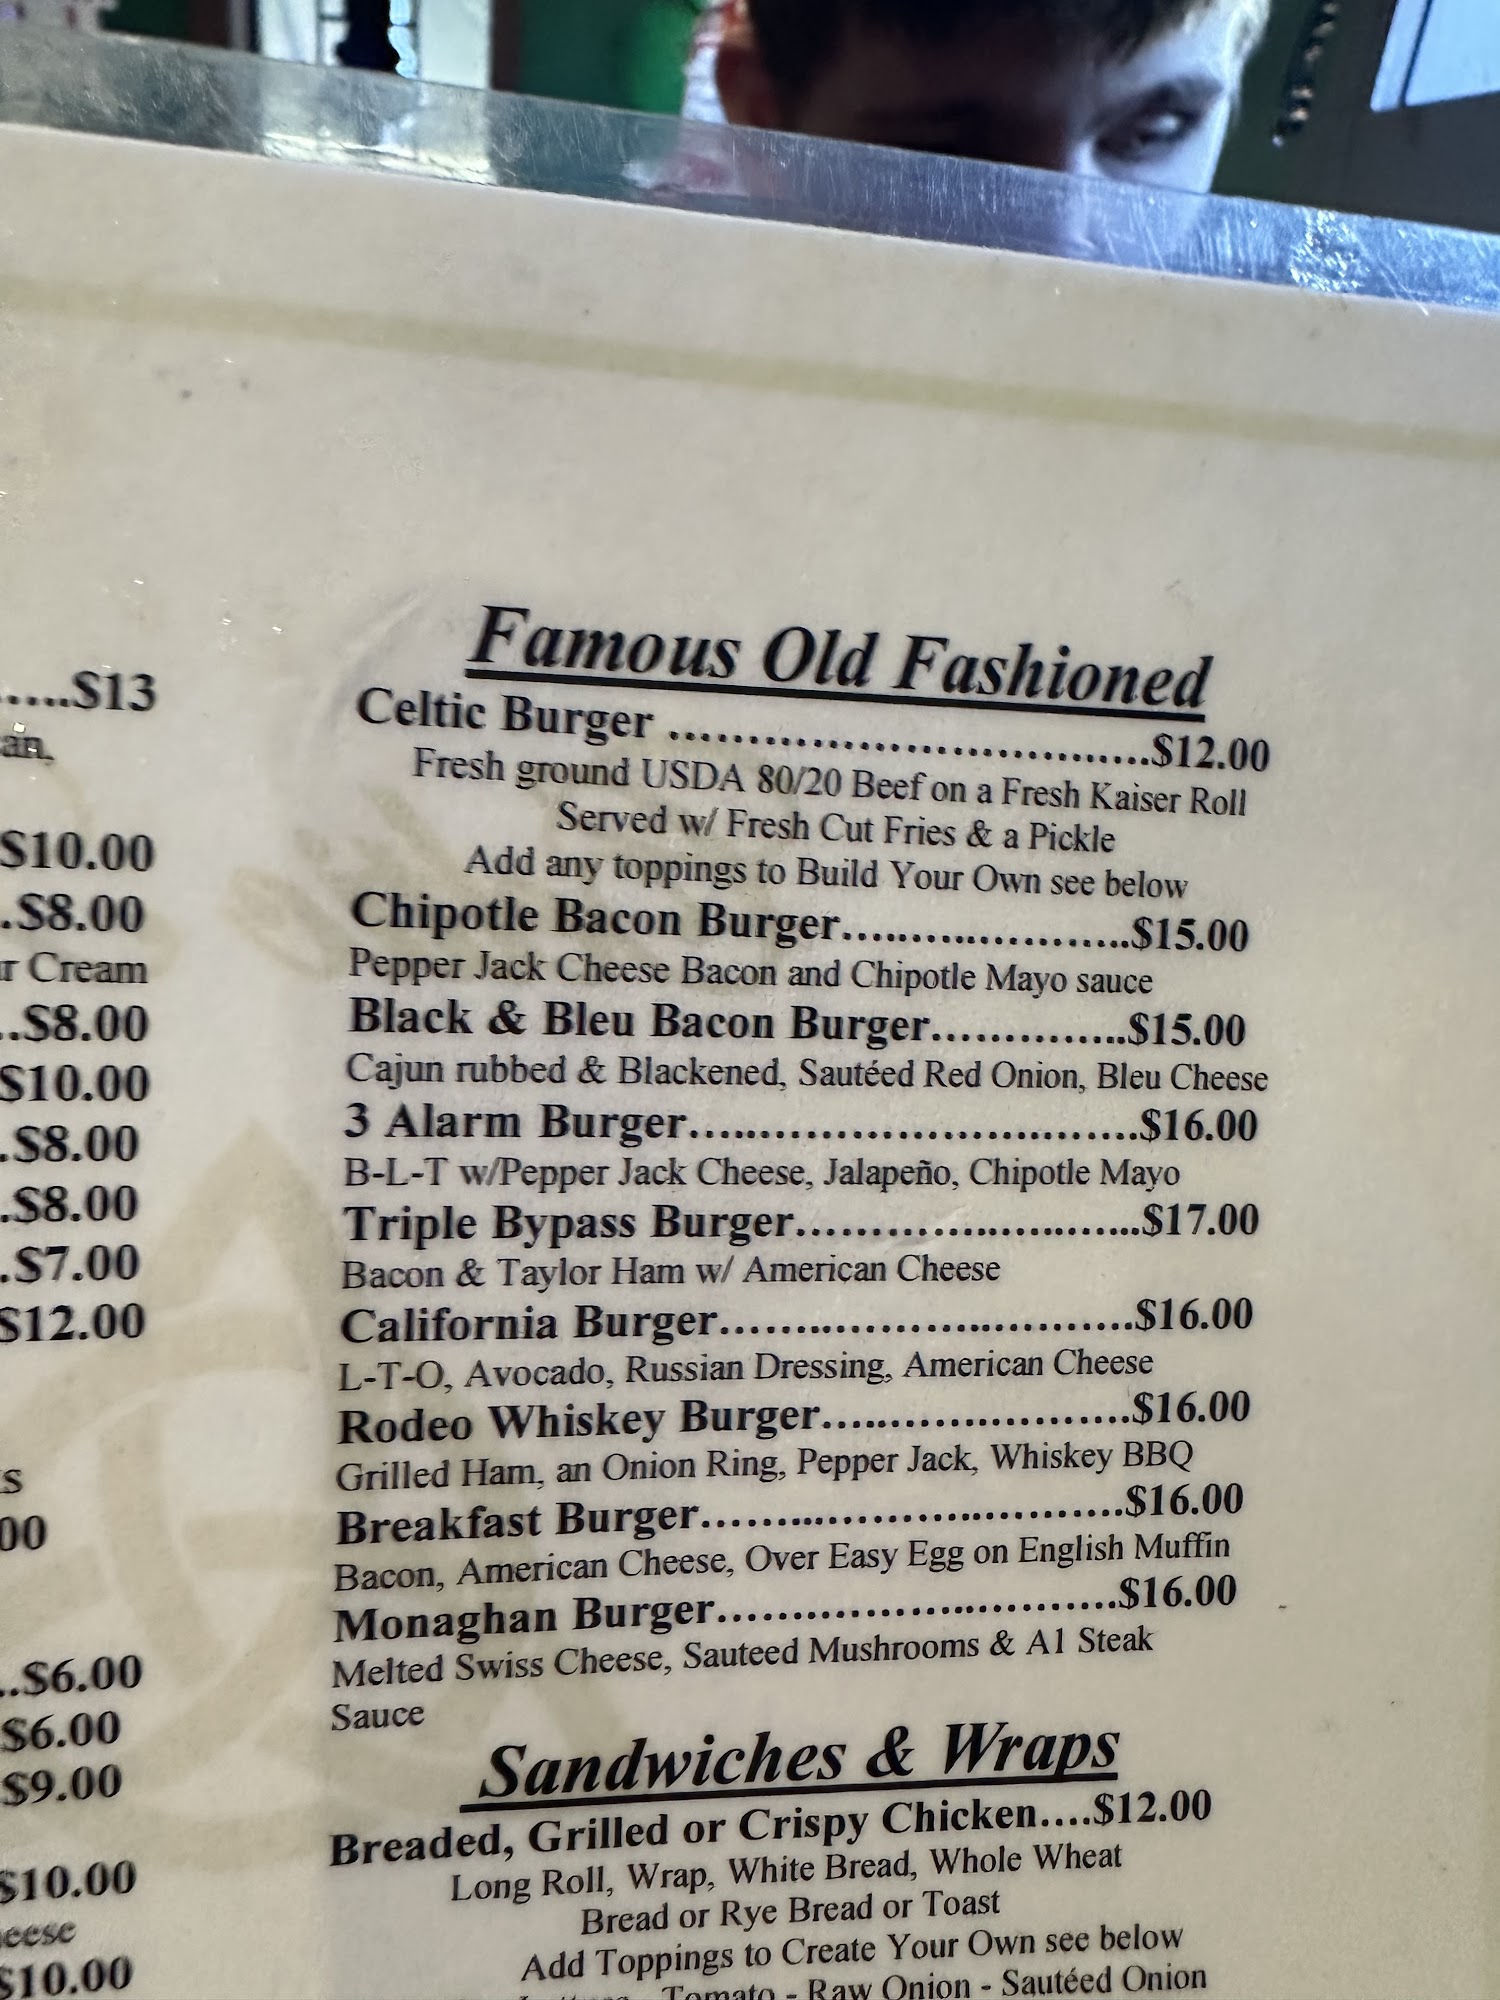 $13
$10.00
$8.00
Cream
$8.00
$10.00
$8.00
$8.00
$7.00
$12.00
$6.00
$6.00
$9.00
$10.00
$10.00
Famous Old Fashioned
Celtic Burger ..................................$12.00
Fresh ground USDA 80/20 Beef on a Fresh Kaiser Roll
Served w/ Fresh Cut Fries & a Pickle
Add any toppings to Build Your Own see below
Chipotle Bacon Burger.....................$15.00
Pepper Jack Cheese Bacon and Chipotle Mayo sauce
Black & Bleu Bacon Burger..............$15.00
Cajun rubbed & Blackened, Sautéed Red Onion, Bleu Cheese
3 Alarm Burger................................$16.00
B-L-T w/Pepper Jack Cheese, Jalapeño, Chipotle Mayo
Triple Bypass Burger........................$17.00
Bacon & Taylor Ham w/ American Cheese
California Burger.............................$16.00
L-T-O, Avocado, Russian Dressing, American Cheese
Rodeo Whiskey Burger......................$16.00
Grilled Ham, an Onion Ring, Pepper Jack, Whiskey BBQ
Breakfast Burger..............................$16.00
Bacon, American Cheese, Over Easy Egg on English Muffin
Monaghan Burger............................$16.00
Melted Swiss Cheese, Sauteed Mushrooms & A1 Steak
Sauce
Sandwiches & Wraps
Breaded, Grilled or Crispy Chicken....$12.00
Long Roll, Wrap, White Bread, Whole Wheat
Bread or Rye Bread or Toast
Add Toppings to Create Your Own see below
Tomato - Raw Onion - Sautéed Onion